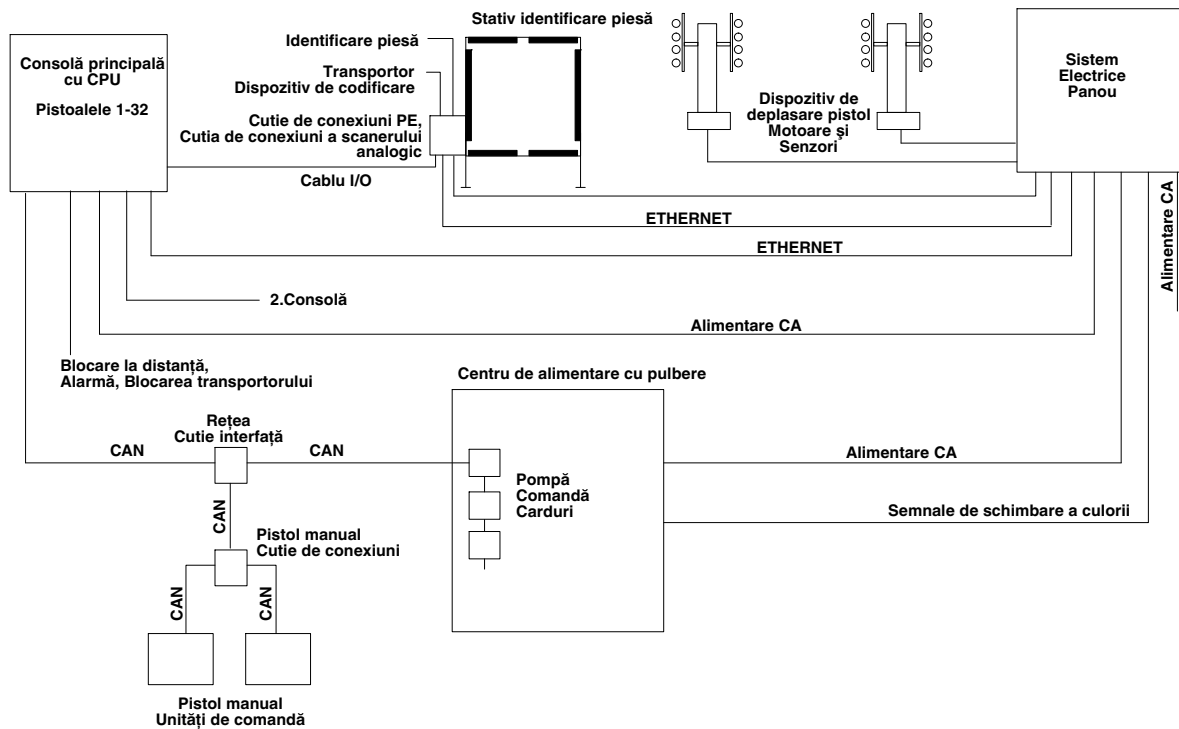 Stativ identificare piesă
Consolă principală
cu CPU
Pistoalele 1-32
Identificare piesă
Transportor
Dispozitiv de codificare
Cutie de conexiuni PE,
Cutia de conexiuni a scanerului
analogic
Cablu I/O
Dispozitiv de
deplasare pistol
Motoare și
Senzori
Sistem
Electrice
Panou
Alimentare CA
ETHERNET
ETHERNET
2.Consolă
Alimentare CA
Blocare la distanță,
Alarmă, Blocarea transportorului
Centru de alimentare cu pulbere
Rețea
Cutie interfață
CAN
CAN
Alimentare CA
Pompă
Comandă
Carduri
CAN
Semnale de schimbare a culorii
Pistol manual
Cutie de conexiuni
CAN
CAN
Pistol manual
Unități de comandă